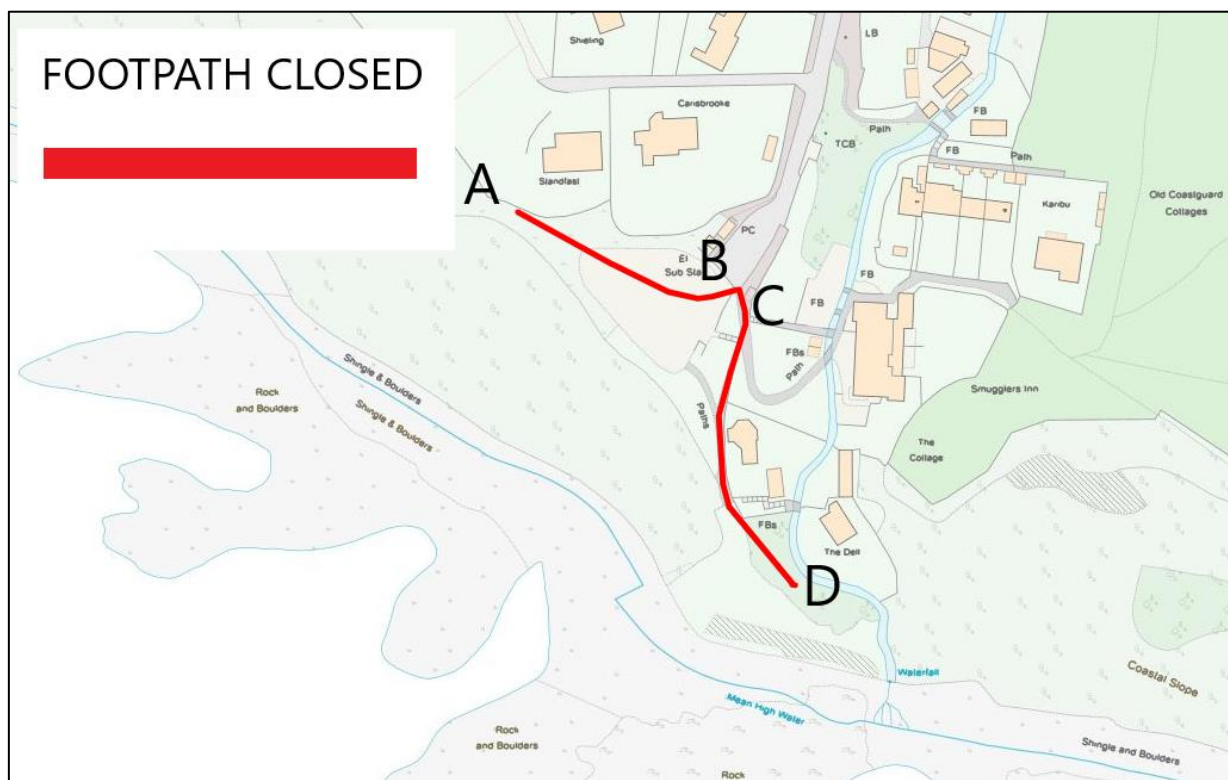 FOOTPATH CLOSED
Shieling
LB
Carisbrooke
FB
Path
TCB
FB
Path
Standfast
A
Old Coastguard
Cottages
Karibu
PC
El
Sub Sta
B
FB
C
FB
FBs
Path
Shingle & Boulders
Rock
and Boulders
Shingle & Boulders
Smugglers Inn
Paths
The
Cottage
FBs
The Dell
D
Waterfall
Coastal Slope
Mean High Water
Rock
and Boulders
Shingle and Boulders
Rock